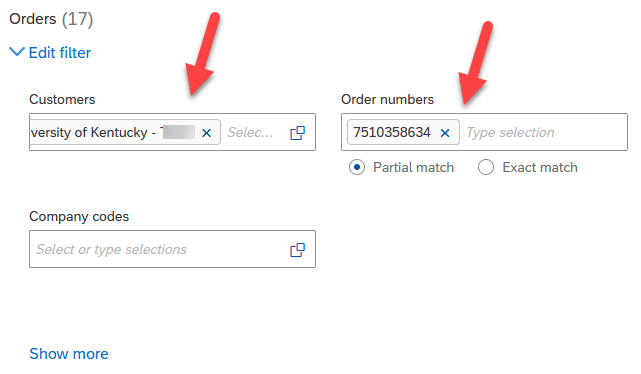 Orders (17)
Edit filter
Customers
Order numbers
versity of Kentucky - Selec...
7510358634 Type selection
Partial match Exact match
Company codes
Select or type selections
Show more